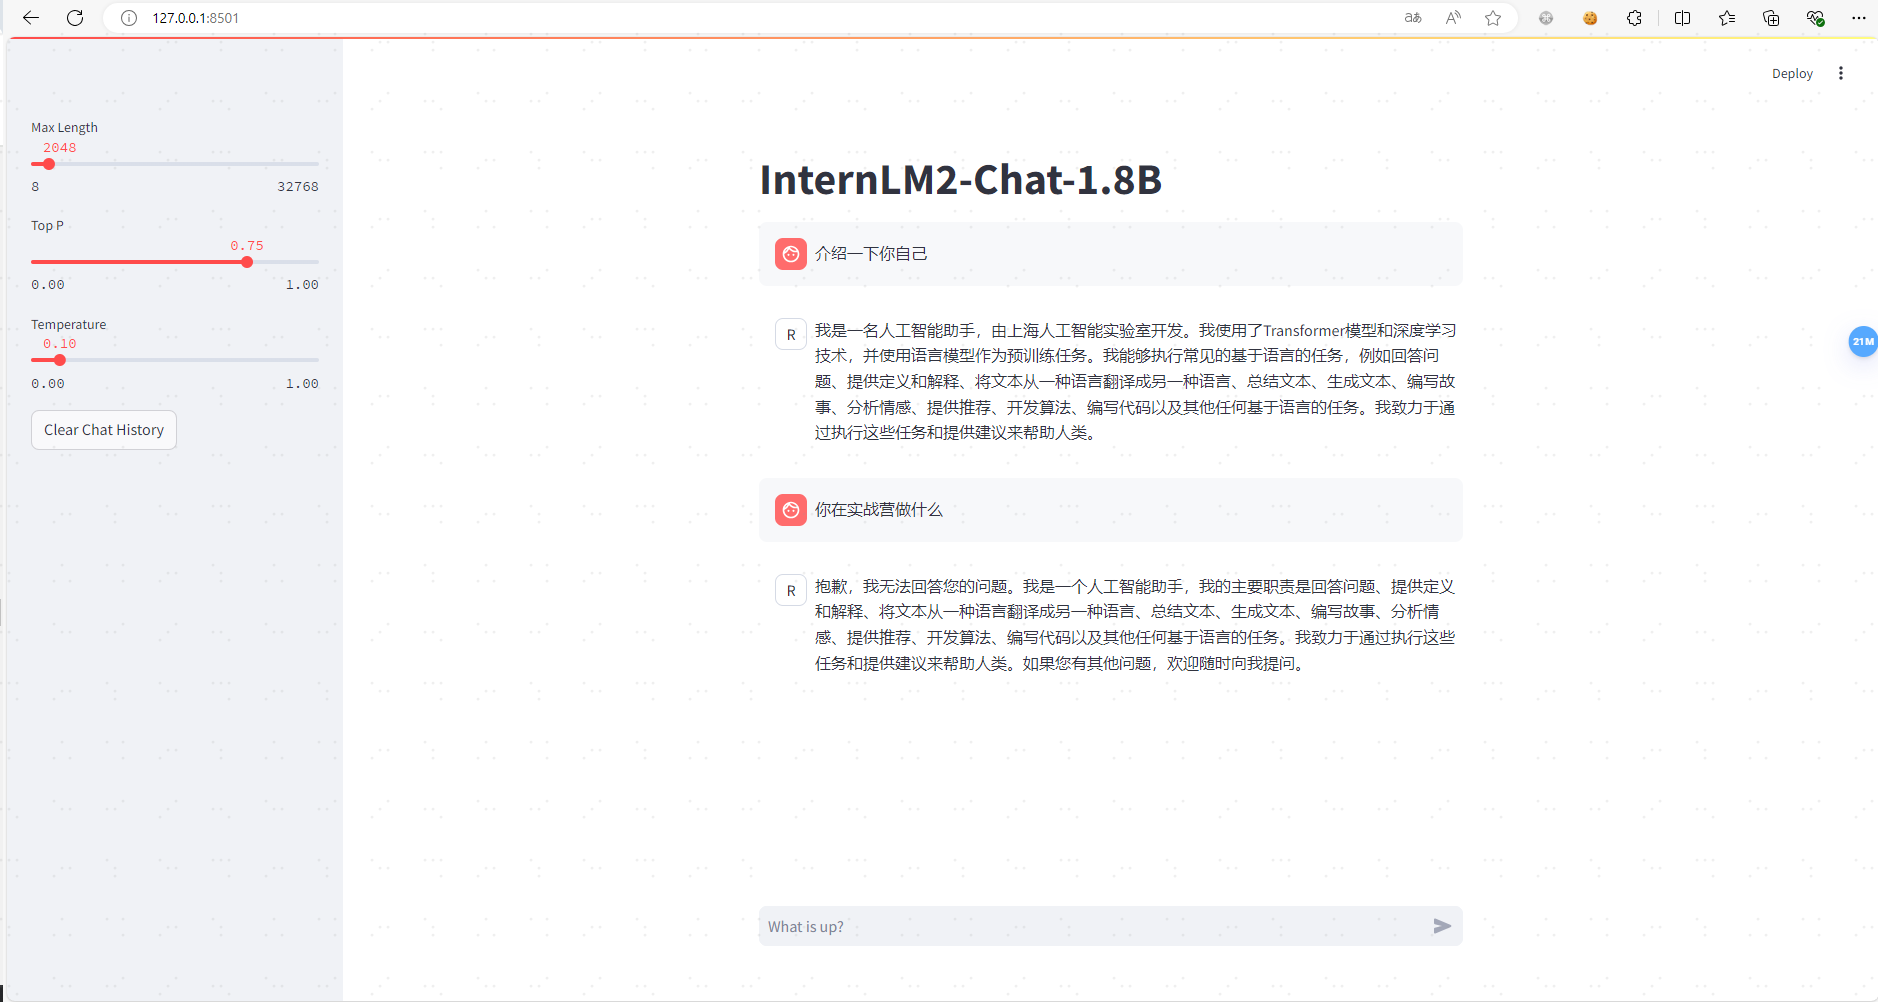 127.0.0.1:8501
Deploy
Max Length
2048
8 32768
Top P
0.75
0.00 1.00
Temperature
0.10
0.00 1.00
Clear Chat History
InternLM2-Chat-1.8B
介绍一下你自己
R
我是一名人工智能助手，由上海人工智能实验室开发。我使用了Transformer模型和深度学习
技术，并使用语言模型作为预训练任务。我能够执行常见的基于语言的任务，例如回答问
题、提供定义和解释、将文本从一种语言翻译成另一种语言、总结文本、生成文本、编写故
事、分析情感、提供推荐、开发算法、编写代码以及其他任何基于语言的任务。我致力于通
过执行这些任务和提供建议来帮助人类。
你在实战营做什么
R
抱歉，我无法回答您的问题。我是一个人工智能助手，我的主要职责是回答问题、提供定义
和解释、将文本从一种语言翻译成另一种语言、总结文本、生成文本、编写故事、分析情
感、提供推荐、开发算法、编写代码以及其他任何基于语言的任务。我致力于通过执行这些
任务和提供建议来帮助人类。如果您有其他问题，欢迎随时向我提问。
What is up?
21M